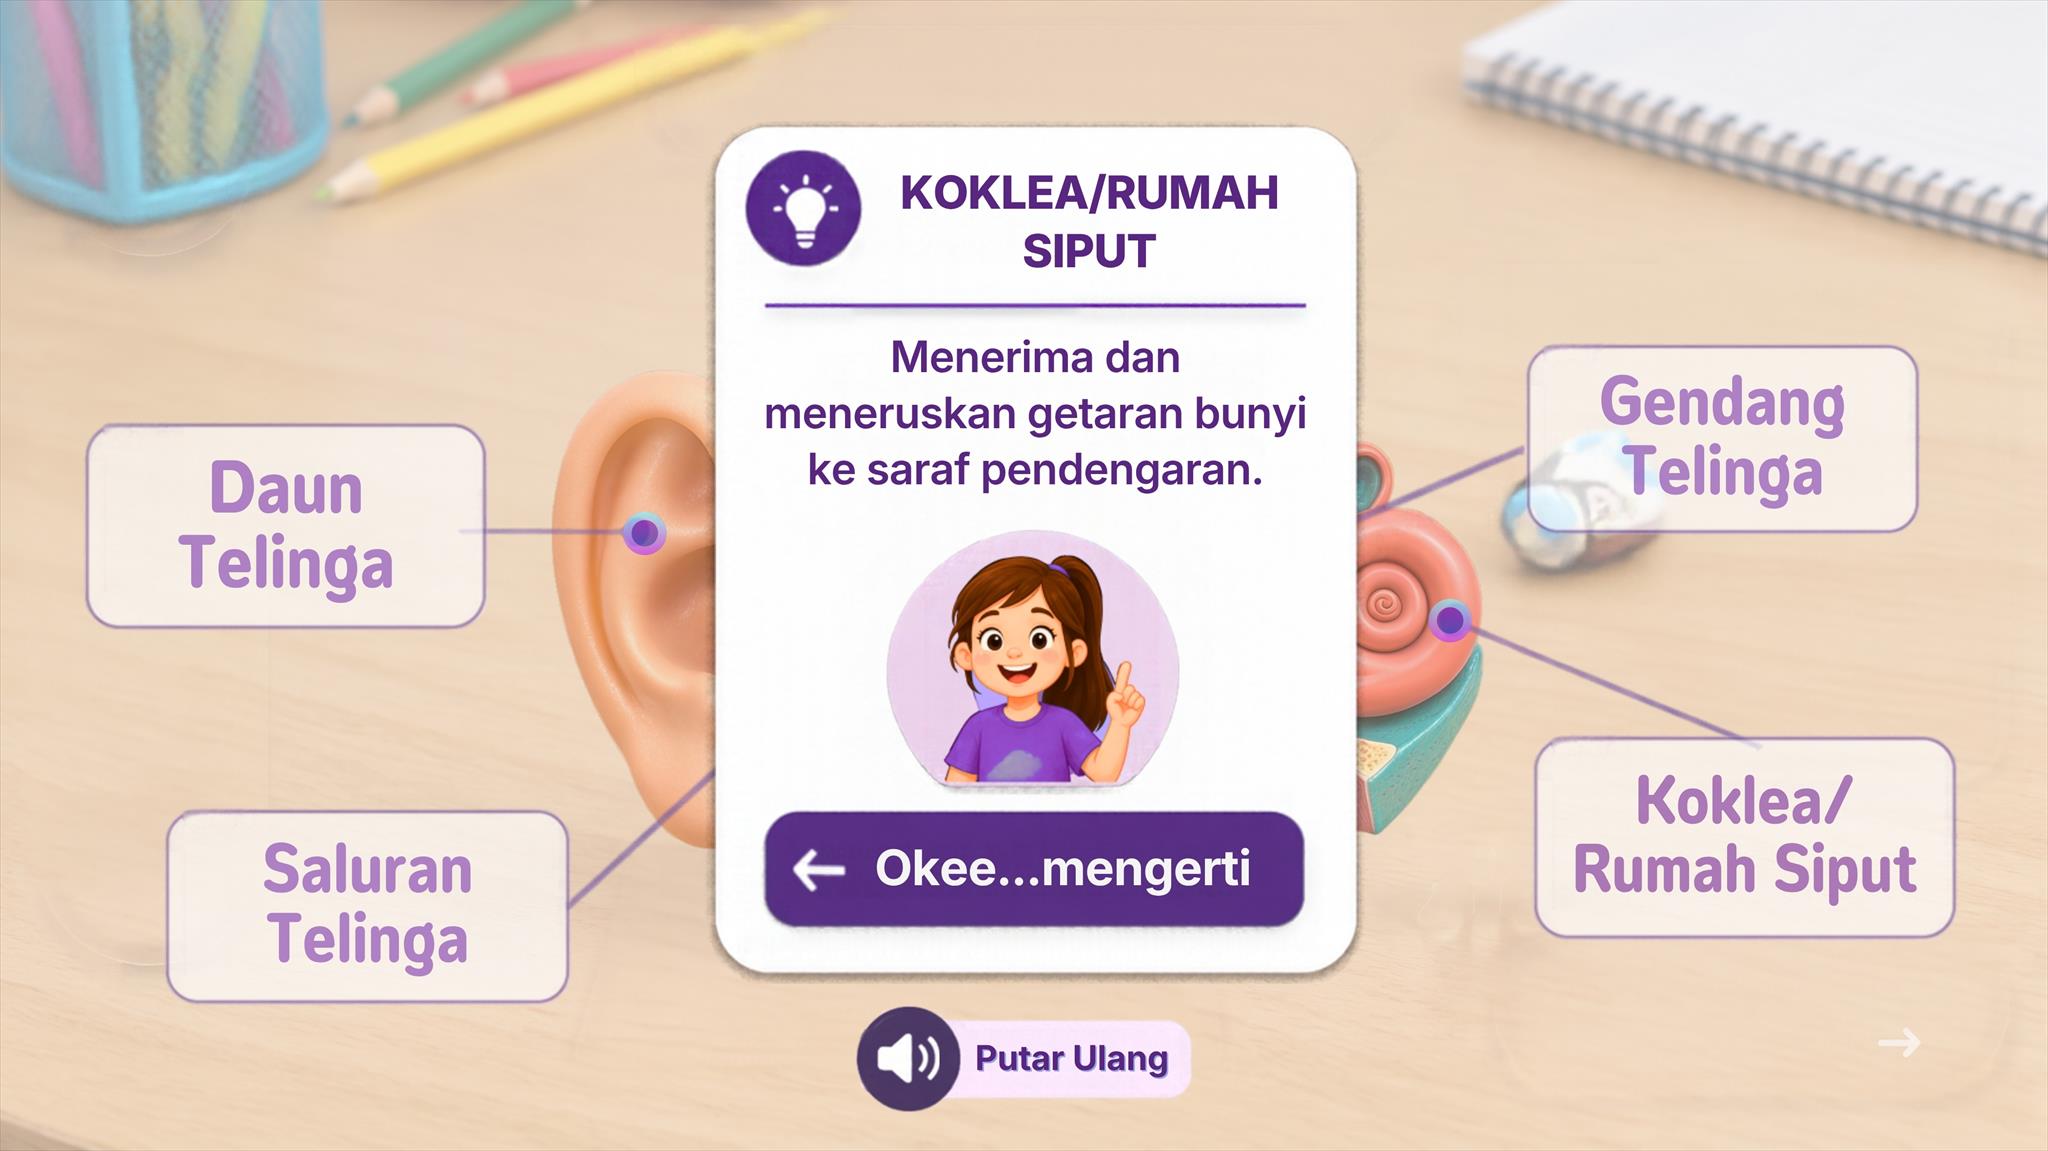 KOKLEA/RUMAH
SIPUT
Menerima dan
meneruskan getaran bunyi
ke saraf pendengaran.
Okee...mengerti
Putar Ulang
Daun
Telinga
Saluran
Telinga
Gendang
Telinga
Koklea/
Rumah Siput